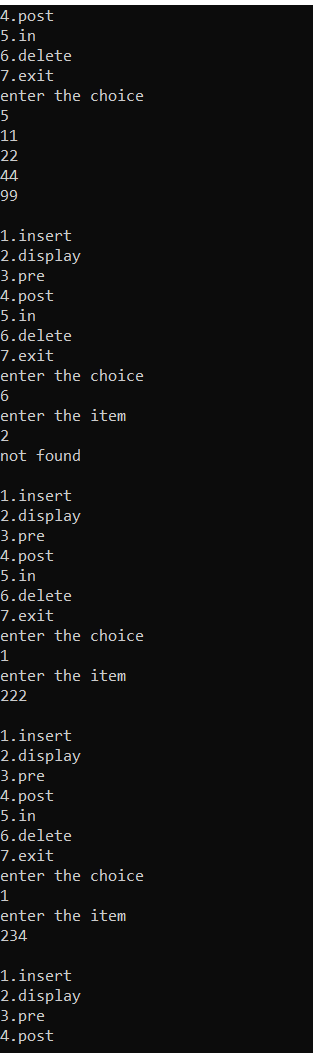 4.post
5.in
6.delete
7.exit
enter the choice
5
11
22
44
99

1.insert
2.display
3.pre
4.post
5.in
6.delete
7.exit
enter the choice
6
enter the item
2
not found

1.insert
2.display
3.pre
4.post
5.in
6.delete
7.exit
enter the choice
1
enter the item
222

1.insert
2.display
3.pre
4.post
5.in
6.delete
7.exit
enter the choice
1
enter the item
234

1.insert
2.display
3.pre
4.post